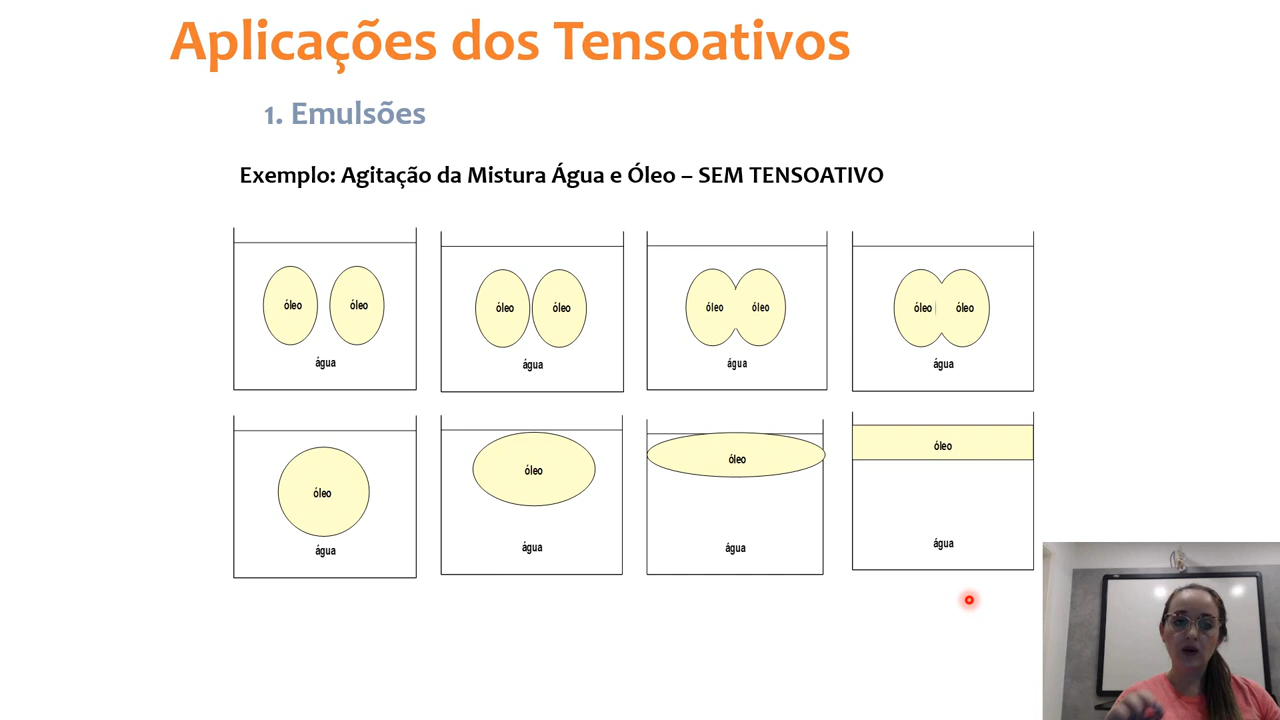 Aplicações dos Tensoativos
1. Emulsões
Exemplo: Agitação da Mistura Água e Óleo – SEM TENSOATIVO
óleo óleo
água
óleo óleo
água
óleo óleo
água
óleo óleo
água
óleo
água
óleo
água
óleo
água
óleo
água